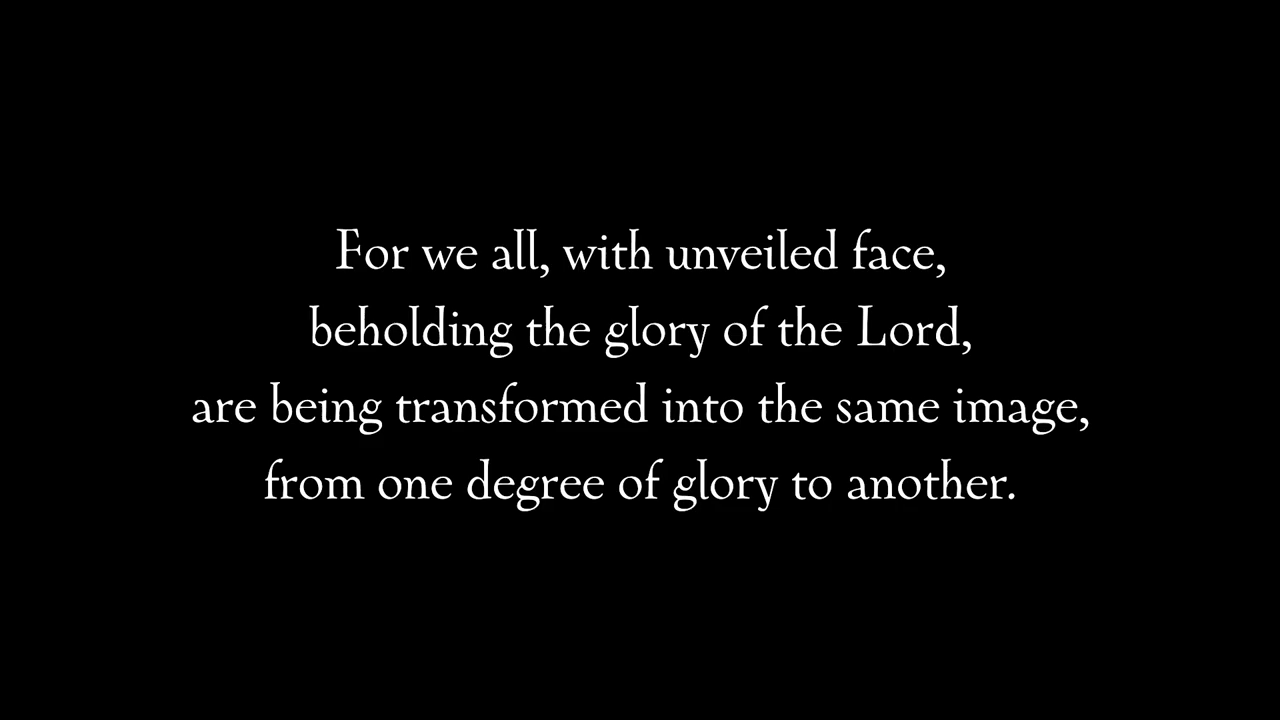 For we all, with unveiled face,
beholding the glory of the Lord,
are being transformed into the same image,
from one degree of glory to another.